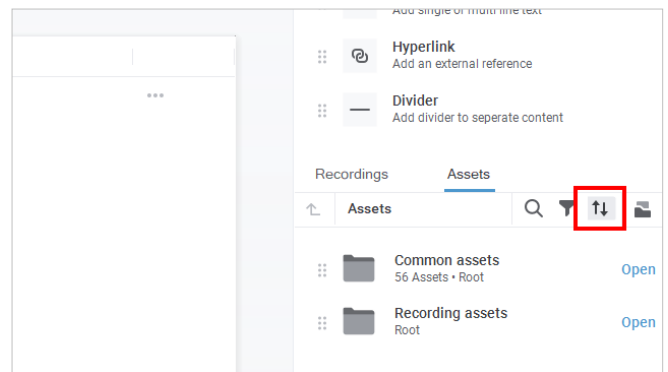 Add single or multi line text
Hyperlink
Add an external reference
Divider
Add divider to seperate content
Recordings Assets
Assets
Common assets
56 Assets • Root
Open
Recording assets
Root
Open